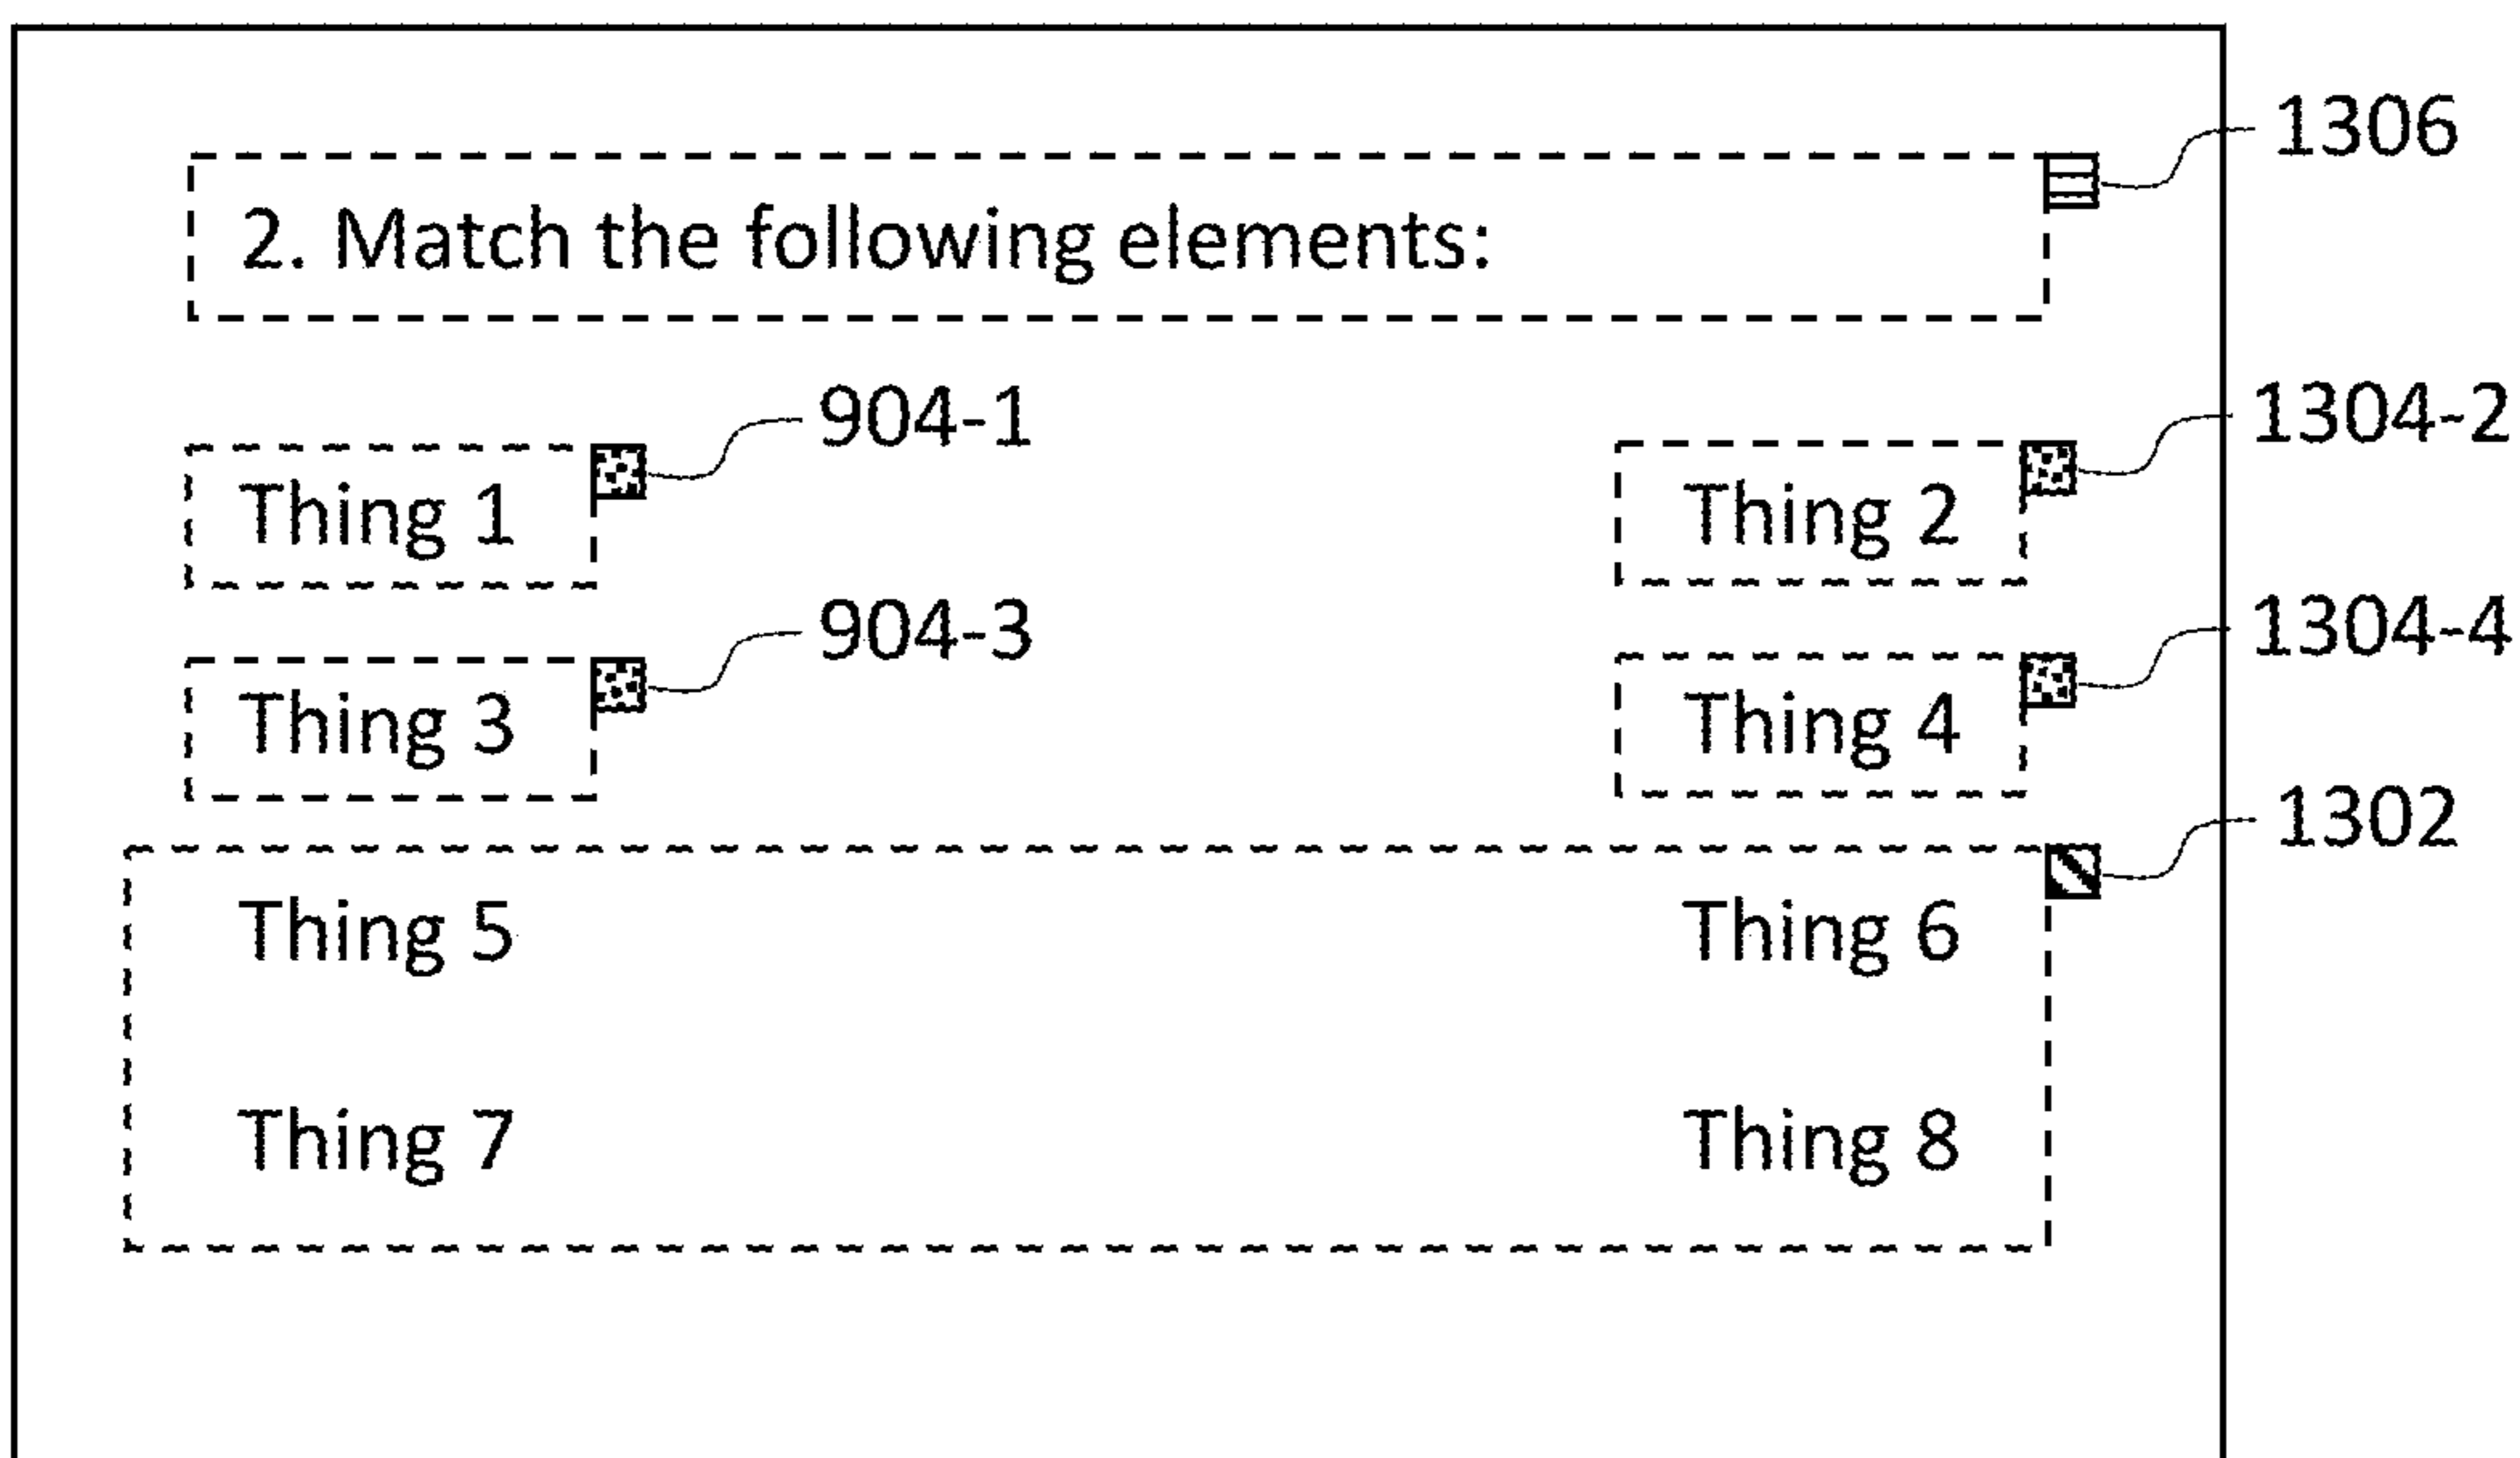 1306
2. Match the following elements:
904-1 1304-2
Thing 1 Thing 2
904-3 1304-4
Thing 3 Thing 4
1302
Thing 5 Thing 6
Thing 7 Thing 8